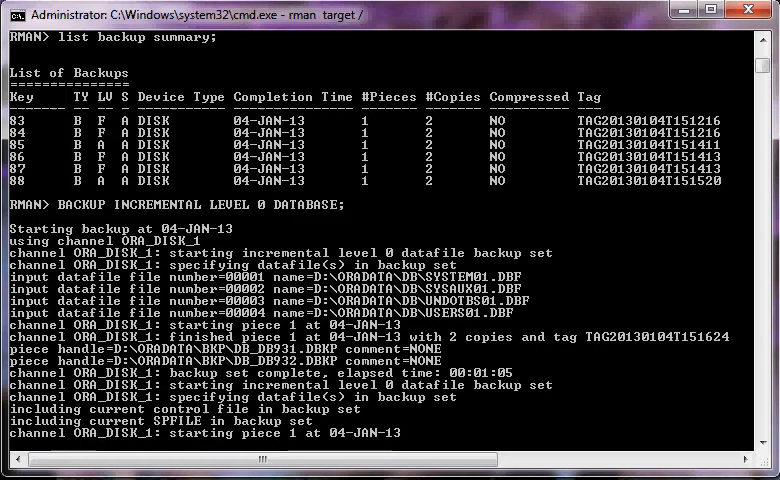 Administrator: C:\Windows\system32\cmd.exe - rman target /
RMAN> list backup summary;
List of Backups
===============
Key     TY LV S Device Type Completion Time #Pieces #Copies Compressed Tag
------- -- -- - ----------- --------------- ------- ------- ---------- ---
83      B  F  A DISK        04-JAN-13       1       2       NO         TAG20130104T151216
84      B  F  A DISK        04-JAN-13       1       2       NO         TAG20130104T151216
85      B  A  A DISK        04-JAN-13       1       2       NO         TAG20130104T151411
86      B  F  A DISK        04-JAN-13       1       2       NO         TAG20130104T151413
87      B  F  A DISK        04-JAN-13       1       2       NO         TAG20130104T151413
88      B  A  A DISK        04-JAN-13       1       2       NO         TAG20130104T151520
RMAN> BACKUP INCREMENTAL LEVEL 0 DATABASE;
Starting backup at 04-JAN-13
using channel ORA_DISK_1
channel ORA_DISK_1: starting incremental level 0 datafile backup set
channel ORA_DISK_1: specifying datafile(s) in backup set
input datafile file number=00001 name=D:\ORADATA\DB\SYSTEM01.DBF
input datafile file number=00002 name=D:\ORADATA\DB\SYSAUX01.DBF
input datafile file number=00003 name=D:\ORADATA\DB\UNDOTBS01.DBF
input datafile file number=00004 name=D:\ORADATA\DB\USERS01.DBF
channel ORA_DISK_1: starting piece 1 at 04-JAN-13
channel ORA_DISK_1: finished piece 1 at 04-JAN-13 with 2 copies and tag TAG20130104T151624
piece handle=D:\ORADATA\BKP\DB_DB931.DBKP comment=NONE
piece handle=D:\ORADATA\BKP\DB_DB932.DBKP comment=NONE
channel ORA_DISK_1: backup set complete, elapsed time: 00:01:05
channel ORA_DISK_1: starting incremental level 0 datafile backup set
channel ORA_DISK_1: specifying datafile(s) in backup set
including current control file in backup set
including current SPFILE in backup set
channel ORA_DISK_1: starting piece 1 at 04-JAN-13